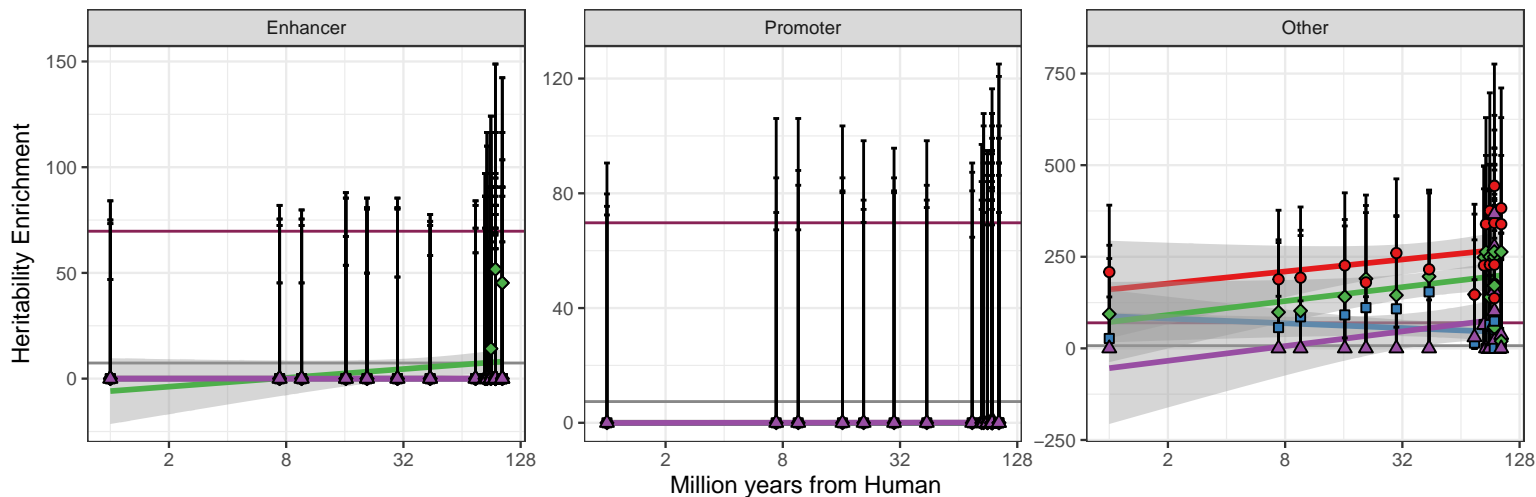 Enhancer
Promoter
Other
Heritability Enrichment
150
100
50
0
120
80
40
0
750
500
250
0
−250
2 8 32 128
2 8 32 128
2 8 32 128
Million years from Human